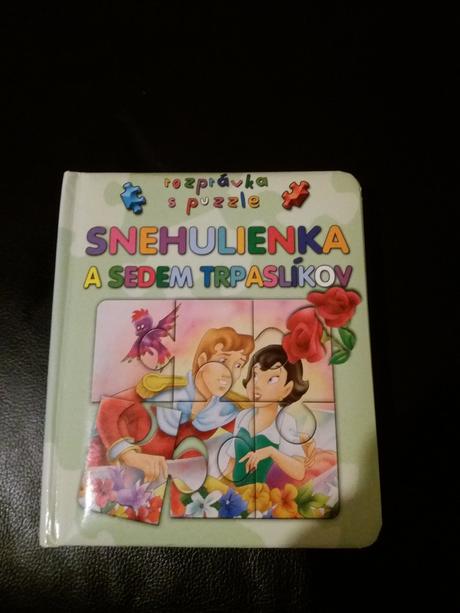 rozprávka
s puzzle
SNEHULIENKA
A SEDEM TRPASLÍKOV